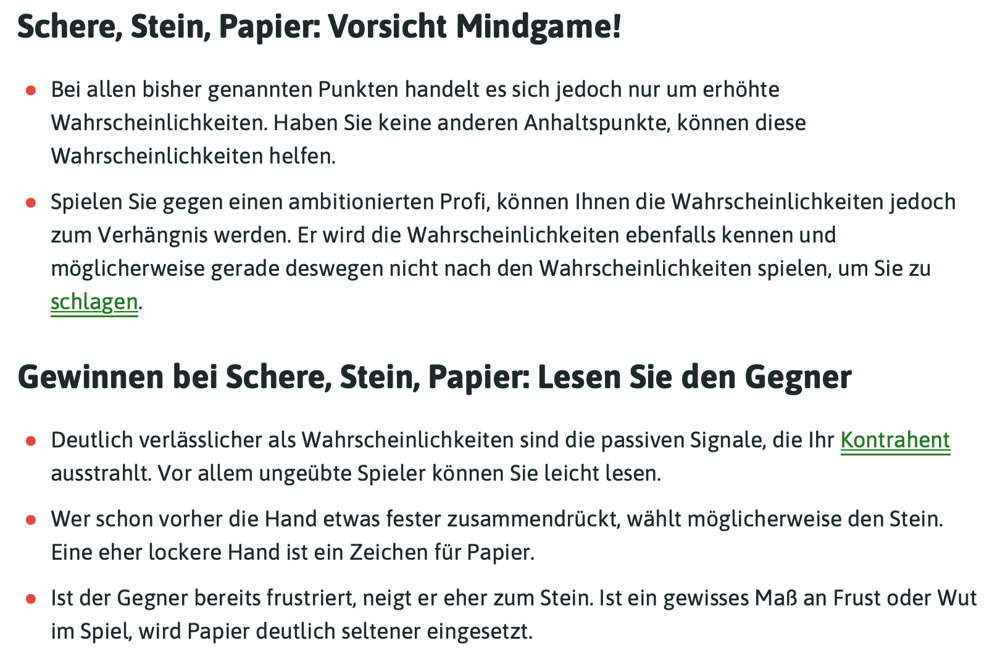 Schere, Stein, Papier: Vorsicht Mindgame!
Bei allen bisher genannten Punkten handelt es sich jedoch nur um erhöhte
Wahrscheinlichkeiten. Haben Sie keine anderen Anhaltspunkte, können diese
Wahrscheinlichkeiten helfen.
Spielen Sie gegen einen ambitionierten Profi, können Ihnen die Wahrscheinlichkeiten jedoch
zum Verhängnis werden. Er wird die Wahrscheinlichkeiten ebenfalls kennen und
möglicherweise gerade deswegen nicht nach den Wahrscheinlichkeiten spielen, um Sie zu
schlagen.
Gewinnen bei Schere, Stein, Papier: Lesen Sie den Gegner
Deutlich verlässlicher als Wahrscheinlichkeiten sind die passiven Signale, die Ihr Kontrahent
ausstrahlt. Vor allem ungeübte Spieler können Sie leicht lesen.
Wer schon vorher die Hand etwas fester zusammendrückt, wählt möglicherweise den Stein.
Eine eher lockere Hand ist ein Zeichen für Papier.
Ist der Gegner bereits frustriert, neigt er eher zum Stein. Ist ein gewisses Maß an Frust oder Wut
im Spiel, wird Papier deutlich seltener eingesetzt.